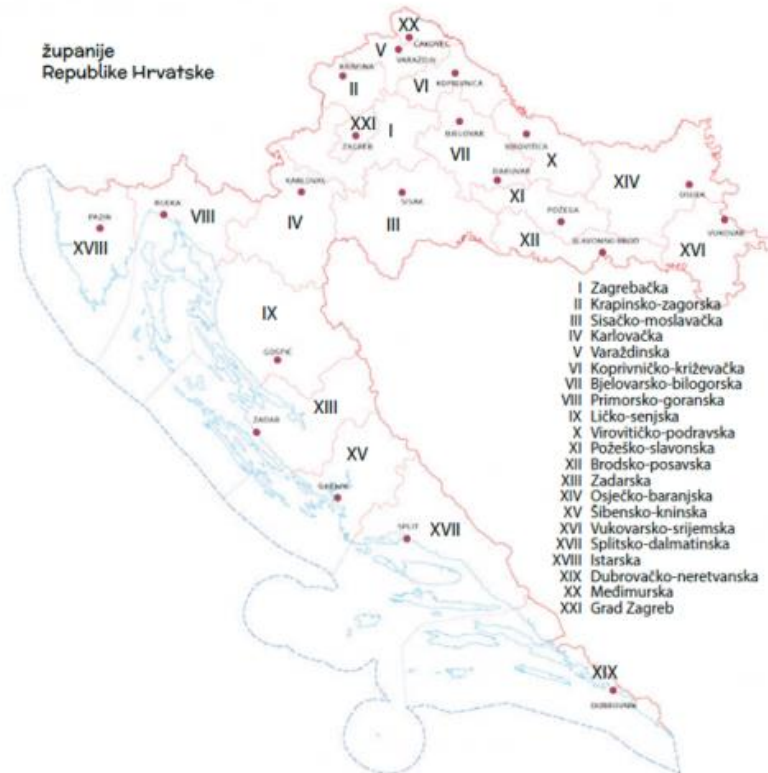 županije
Republike Hrvatske
XX
ČAKOVEC
V
VARAŽDIN
KRAPINA
II
VI
KOPRIVNICA
XXI
ZAGREB
I
BJELOVAR
VII
VIROVITICA
X
DARUVAR
XIV
OSIJEK
XI
POŽEGA
VUKOVAR
KARLOVAC
IV
SISAK
III
XII
SLAVONSKI BROD
XVI
PAZIN
XVIII
RIJEKA
VIII
IX
GOSPIĆ
XIII
ZADAR
XV
ŠIBENIK
SPLIT
XVII
XIX
DUBROVNIK
I Zagrebačka
II Krapinsko-zagorska
III Sisačko-moslavačka
IV Karlovačka
V Varaždinska
VI Koprivničko-križevačka
VII Bjelovarsko-bilogorska
VIII Primorsko-goranska
IX Ličko-senjska
X Virovitičko-podravska
XI Požeško-slavonska
XII Brodsko-posavska
XIII Zadarska
XIV Osječko-baranjska
XV Šibensko-kninska
XVI Vukovarsko-srijemska
XVII Splitsko-dalmatinska
XVIII Istarska
XIX Dubrovačko-neretvanska
XX Međimurska
XXI Grad Zagreb